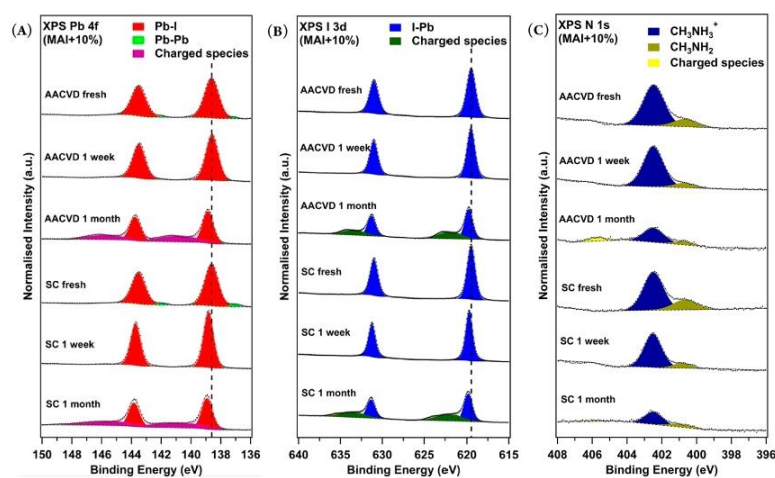 (A)
XPS Pb 4f
(MAI+10%)
Pb-I
Pb-Pb
Charged species
AACVD fresh
AACVD 1 week
AACVD 1 month
SC fresh
SC 1 week
SC 1 month
Normalised Intensity (a.u.)
150 148 146 144 142 140 138 136
Binding Energy (eV)
(B)
XPS I 3d
(MAI+10%)
I-Pb
Charged species
AACVD fresh
AACVD 1 week
AACVD 1 month
SC fresh
SC 1 week
SC 1 month
Normalised Intensity (a.u.)
640 635 630 625 620 615
Binding Energy (eV)
(C)
XPS N 1s
(MAI+10%)
CH₃NH₃⁺
CH₃NH₂
Charged species
AACVD fresh
AACVD 1 week
AACVD 1 month
SC fresh
SC 1 week
SC 1 month
Normalised Intensity (a.u.)
408 406 404 402 400 398 396
Binding Energy (eV)